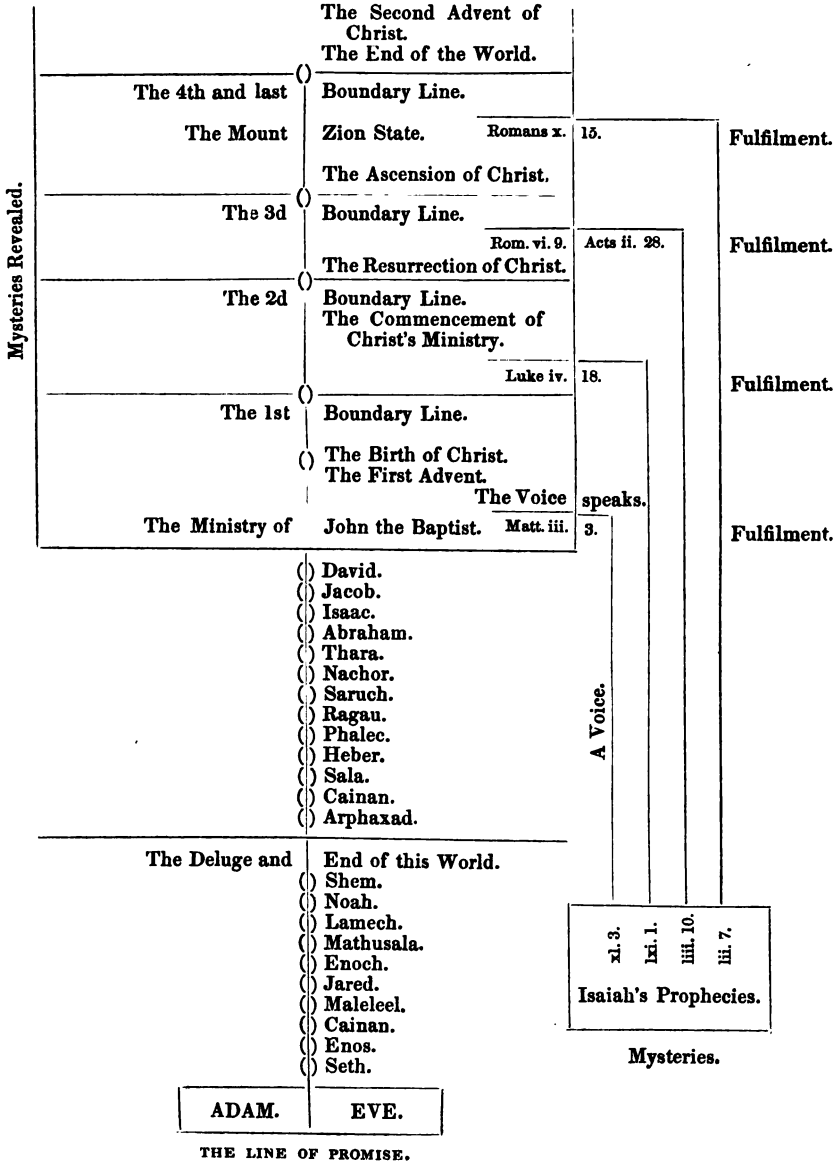 The Second Advent of
Christ.
The End of the World.
The 4th and last Boundary Line.
The Mount Zion State. Romans x. 15. Fulfilment.
The Ascension of Christ.
The 3d Boundary Line.
Rom. vi. 9. Acts ii. 28. Fulfilment.
The Resurrection of Christ.
The 2d Boundary Line.
The Commencement of
Christ's Ministry.
Luke iv. 18. Fulfilment.
The 1st Boundary Line.
The Birth of Christ.
The First Advent.
The Voice speaks.
The Ministry of John the Baptist. Matt. iii. 3. Fulfilment.
Mysteries Revealed.
David.
Jacob.
Isaac.
Abraham.
Thara.
Nachor.
Saruch.
Ragau.
Phalec.
Heber.
Sala.
Cainan.
Arphaxad.
A Voice.
The Deluge and End of this World.
Shem.
Noah.
Lamech.
Mathusala.
Enoch.
Jared.
Maleleel.
Cainan.
Enos.
Seth.
xl. 3.
lxi. 1.
liii. 10.
lii. 7.
Isaiah's Prophecies.
Mysteries.
ADAM. EVE.
THE LINE OF PROMISE.